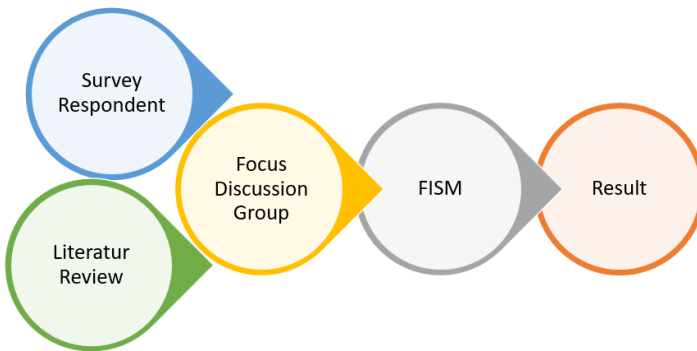 Survey
Respondent
Literatur
Review
Focus
Discussion
Group
FISM
Result